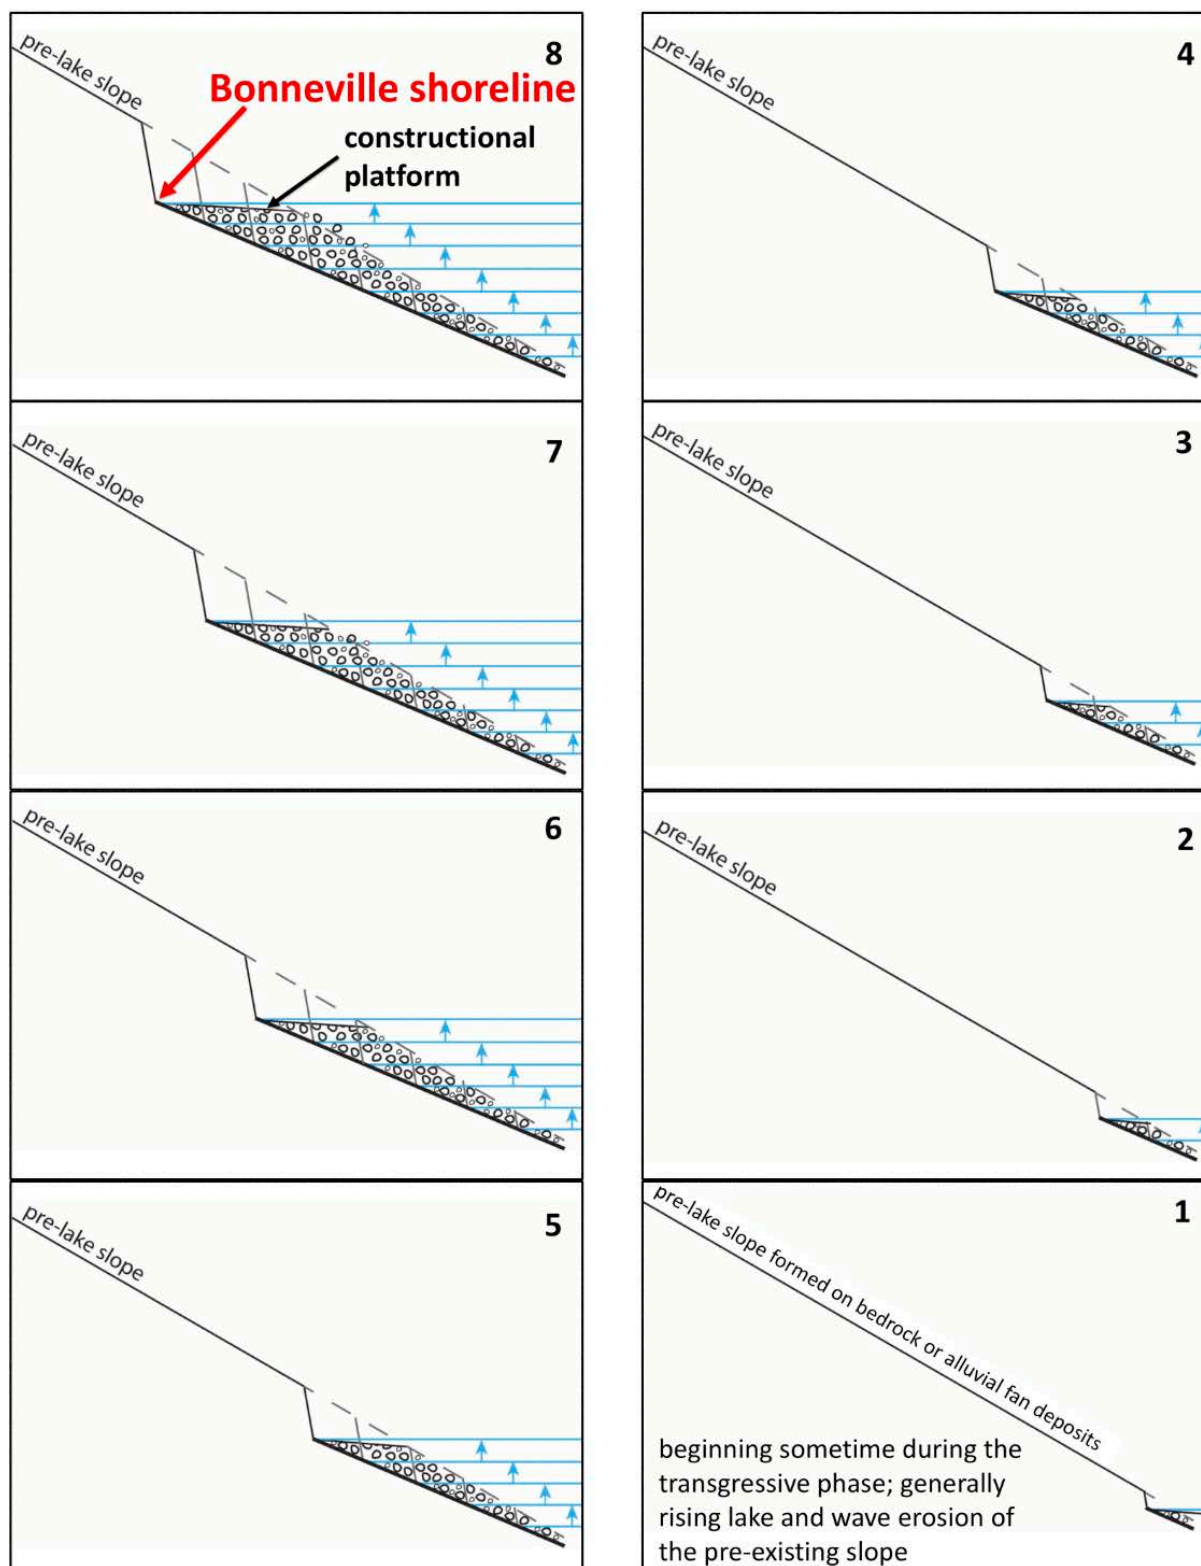 8
pre-lake slope
Bonneville shoreline
constructional
platform
7
pre-lake slope
6
pre-lake slope
5
pre-lake slope
4
pre-lake slope
3
pre-lake slope
2
pre-lake slope
1
pre-lake slope formed on bedrock or alluvial fan deposits
beginning sometime during the
transgressive phase; generally
rising lake and wave erosion of
the pre-existing slope